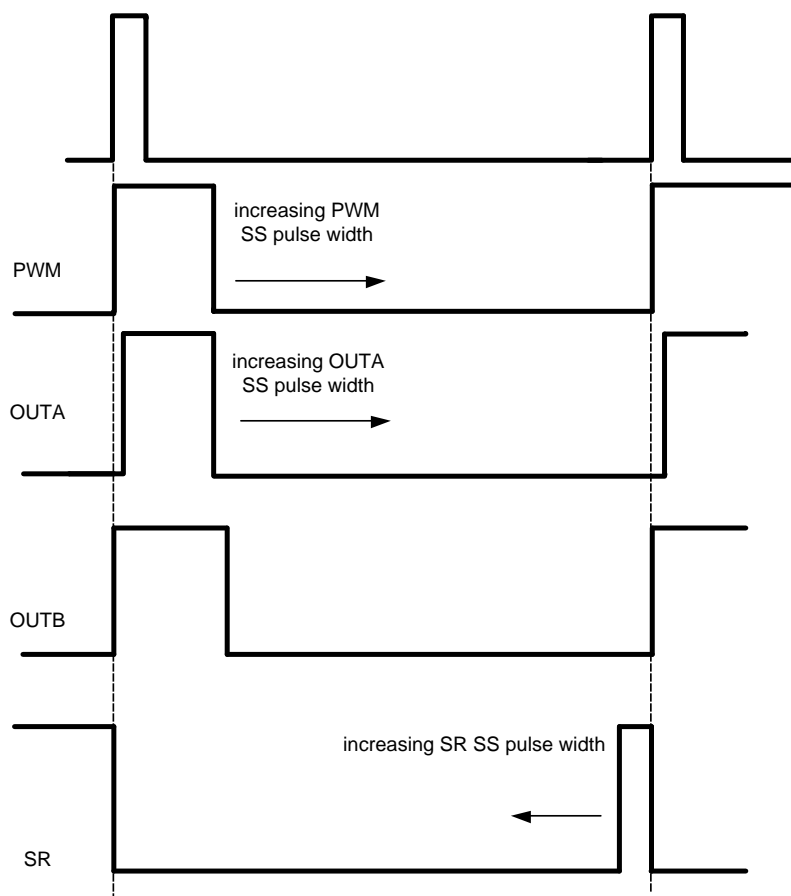 increasing PWM
SS pulse width
PWM
increasing OUTA
SS pulse width
OUTA
OUTB
increasing SR SS pulse width
SR